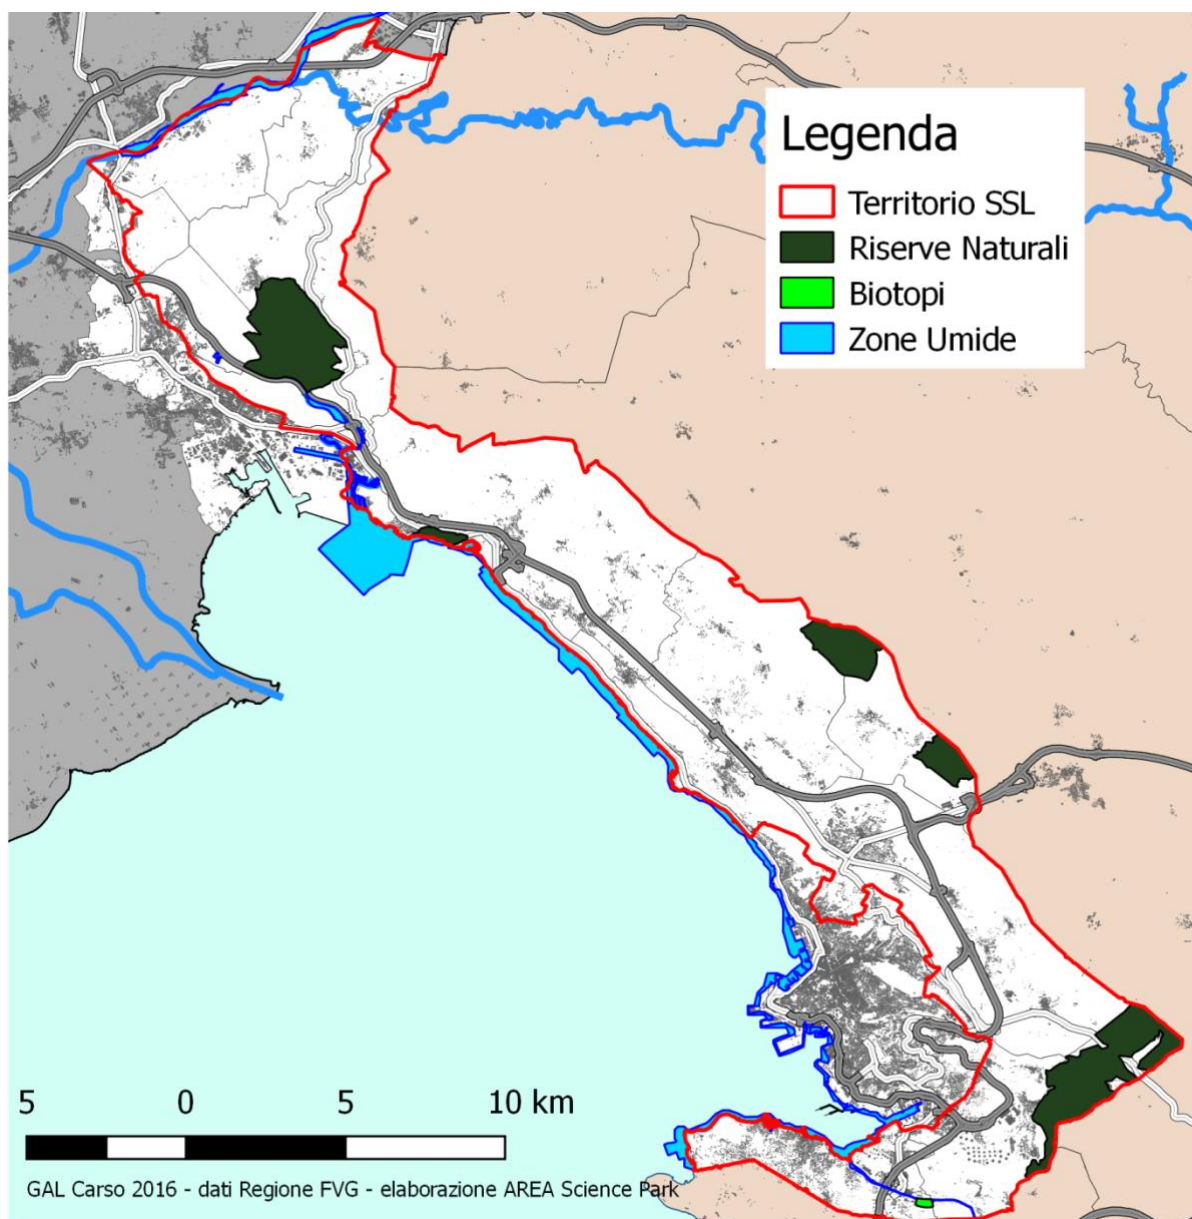 Legenda
Territorio SSL
Riserve Naturali
Biotopi
Zone Umide
5 0 5 10 km
GAL Carso 2016 - dati Regione FVG - elaborazione AREA Science Park